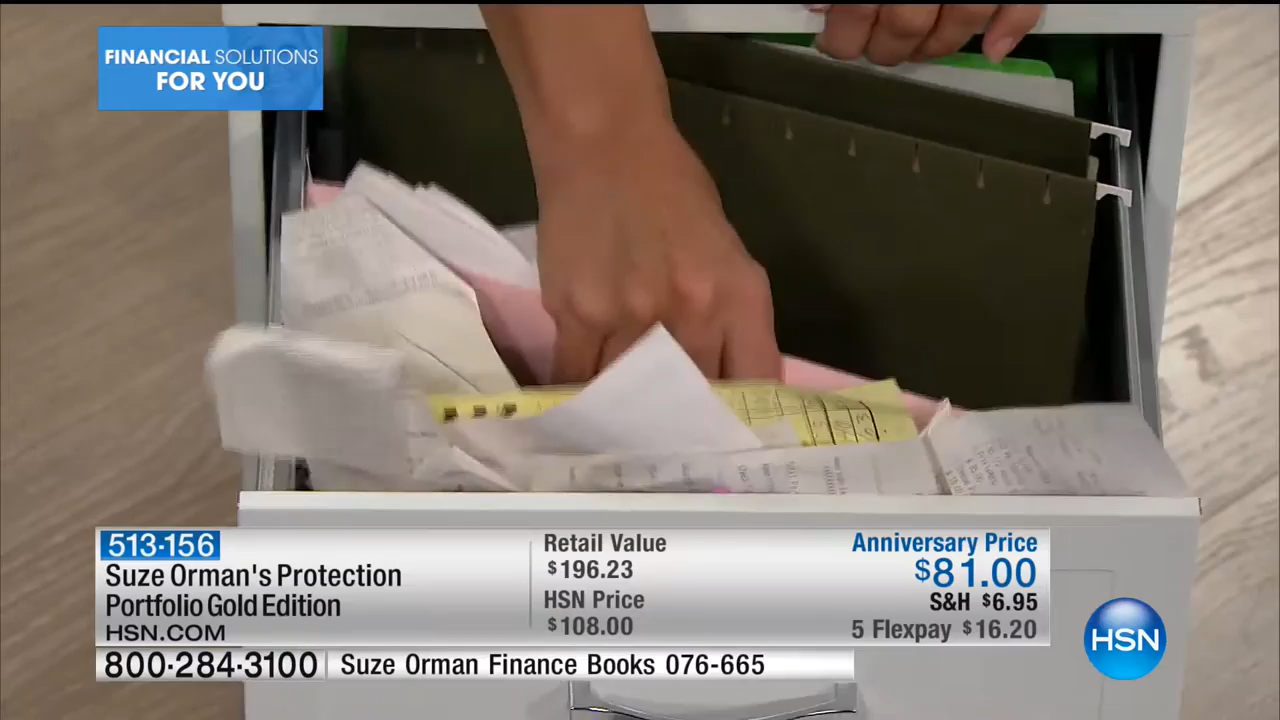 FINANCIAL SOLUTIONS
FOR YOU
513-156
Suze Orman's Protection
Portfolio Gold Edition
HSN.COM
Retail Value
$196.23
HSN Price
$108.00
Anniversary Price
$81.00
S&H $6.95
5 Flexpay $16.20
800-284-3100
Suze Orman Finance Books 076-665
HSN